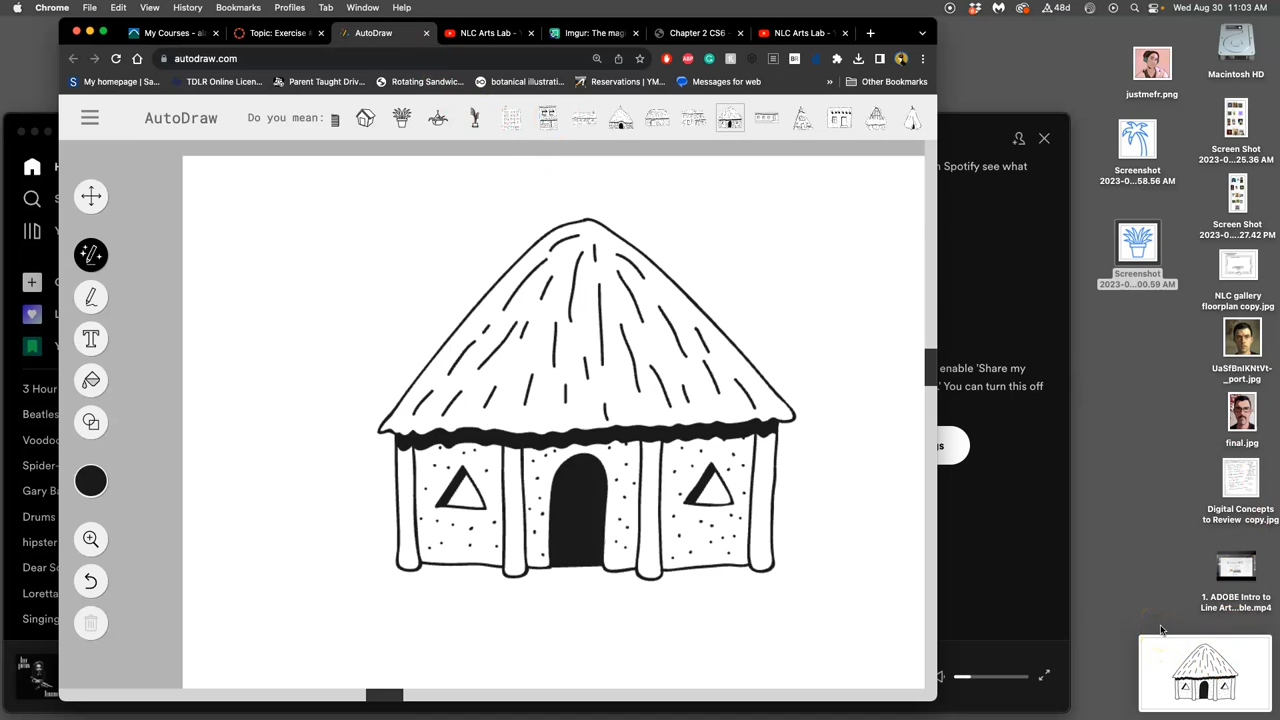 Chrome File Edit View History Bookmarks Profiles Tab Window Help 48d Wed Aug 30 11:03 AM
My Courses - al Topic: Exercise & AutoDraw NLC Arts Lab - Y Imgur: The mag Chapter 2 CS6 - NLC Arts Lab - Y
autodraw.com
My homepage | Sa... TDLR Online Licen... Parent Taught Driv... Rotating Swedish... botanical illustrati... Reservations | YM... Messages for web » Other Bookmarks
AutoDraw Do you mean:
n Spotify see what
enable 'Share my
.' You can turn this off
gs
3 Hour
Beatles
Voodoo
Spider-
Gary Ba
Drums
hipster
Dear So
Loretta
Singing
justmefr.png
Screenshot
2023-0...58.56 AM
Screenshot
2023-0...00.59 AM
Macintosh HD
Screen Shot
2023-0...25.36 AM
Screen Shot
2023-0....27.42 PM
NLC gallery
floorplan copy.jpg
UaSfBnIKNtVt-
_port.jpg
final.jpg
Digital Concepts
to Review copy.jpg
1. ADOBE Intro to
Line Art...ble.mp4